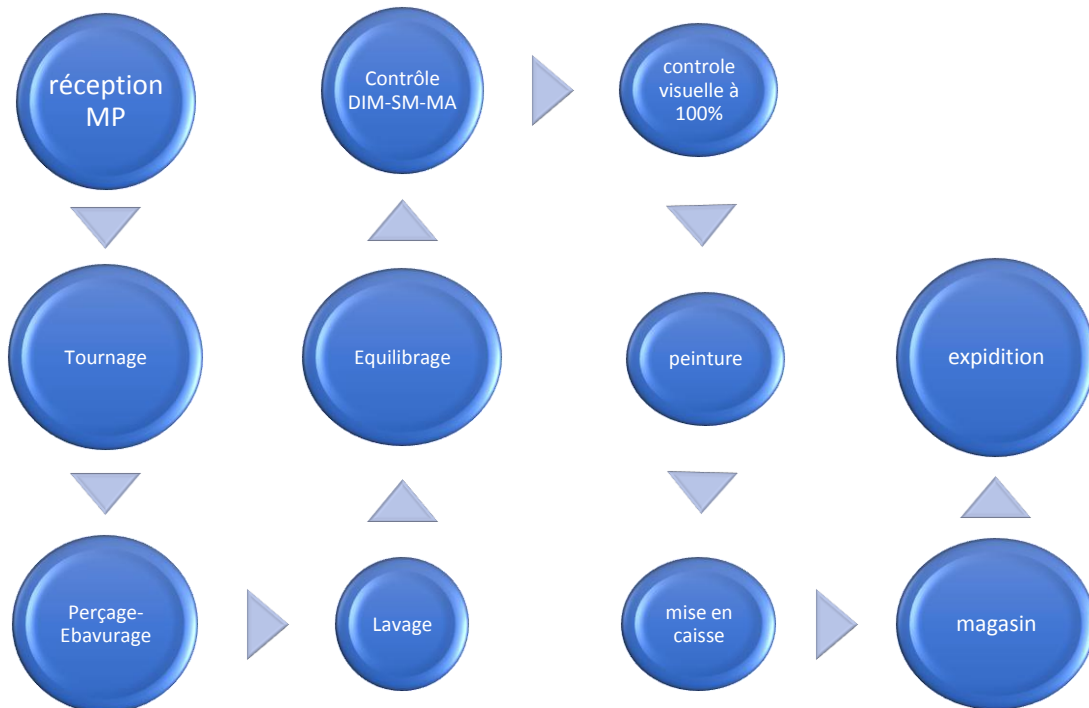 réception
MP
Tournage
Perçage-
Ebavurage
Lavage
Equilibrage
Contrôle
DIM-SM-MA
controle
visuelle à
100%
peinture
mise en
caisse
magasin
expidition